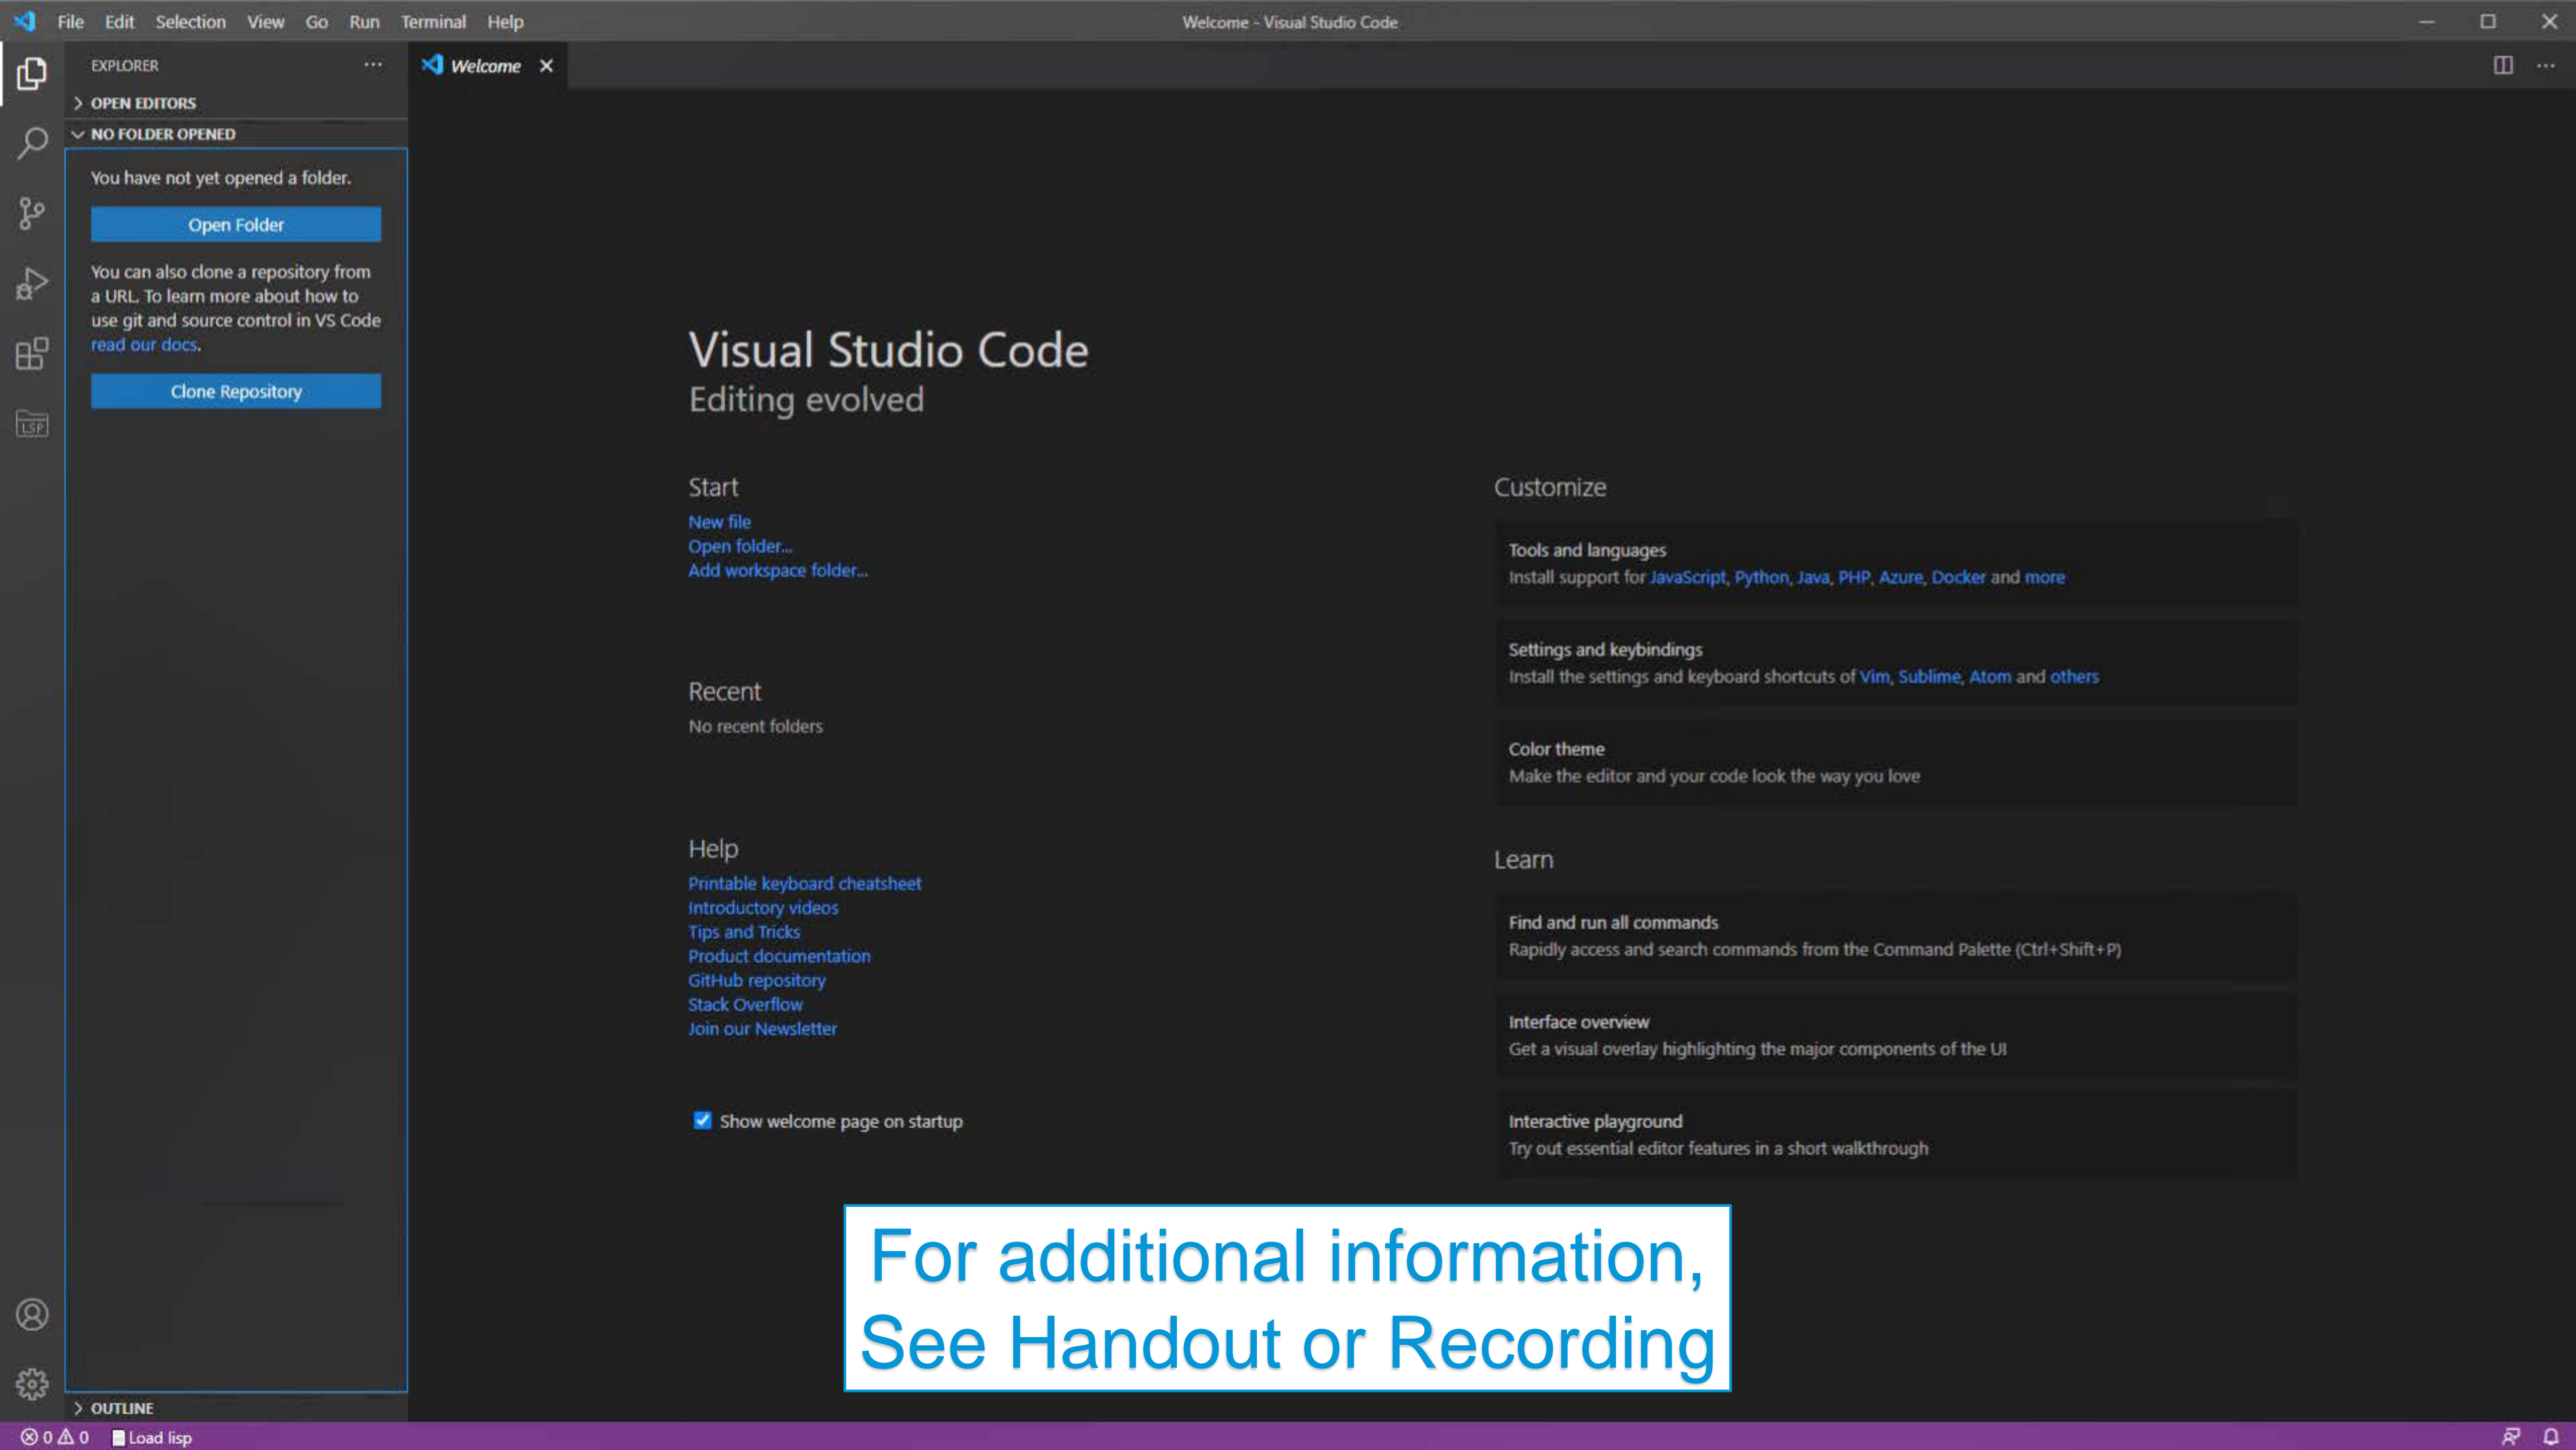 File Edit Selection View Go Run Terminal Help
Welcome - Visual Studio Code
EXPLORER
Welcome
OPEN EDITORS
NO FOLDER OPENED
You have not yet opened a folder.
Open Folder
You can also clone a repository from
a URL. To learn more about how to
use git and source control in VS Code
read our docs.
Clone Repository
LSP
OUTLINE
Visual Studio Code
Editing evolved
Start
New file
Open folder...
Add workspace folder...
Recent
No recent folders
Help
Printable keyboard cheatsheet
Introductory videos
Tips and Tricks
Product documentation
GitHub repository
Stack Overflow
Join our Newsletter
Show welcome page on startup
Customize
Tools and languages
Install support for JavaScript, Python, Java, PHP, Azure, Docker and more
Settings and keybindings
Install the settings and keyboard shortcuts of Vim, Sublime, Atom and others
Color theme
Make the editor and your code look the way you love
Learn
Find and run all commands
Rapidly access and search commands from the Command Palette (Ctrl+Shift+P)
Interface overview
Get a visual overlay highlighting the major components of the UI
Interactive playground
Try out essential editor features in a short walkthrough
For additional information,
See Handout or Recording
0 0 Load lisp